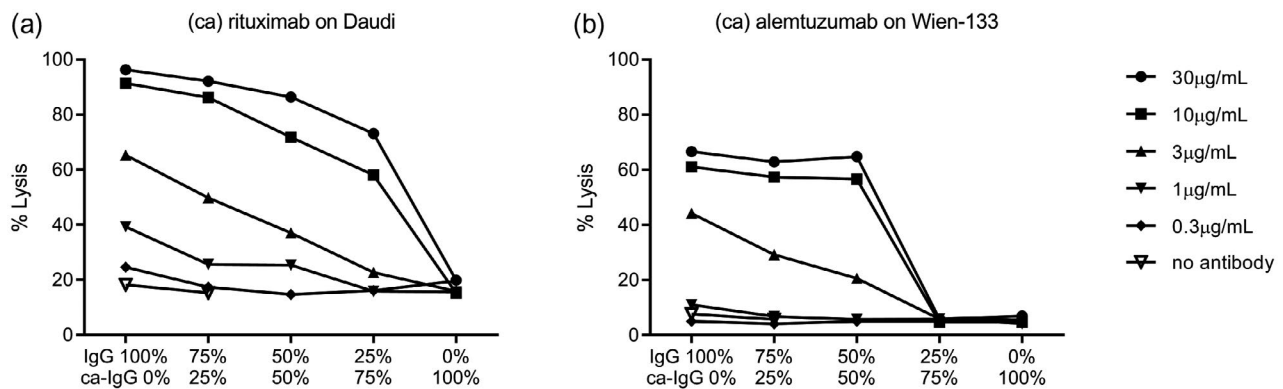 (a)
(ca) rituximab on Daudi
% Lysis
100
80
60
40
20
0
IgG 100% 75% 50% 25% 0%
ca-IgG 0% 25% 50% 75% 100%
(b)
(ca) alemtuzumab on Wien-133
% Lysis
100
80
60
40
20
0
IgG 100% 75% 50% 25% 0%
ca-IgG 0% 25% 50% 75% 100%
30µg/mL
10µg/mL
3µg/mL
1µg/mL
0.3µg/mL
no antibody